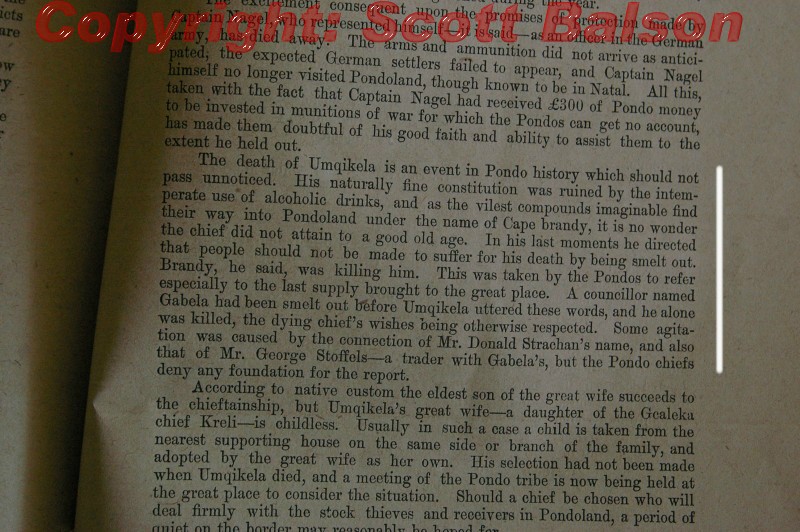 Copyright: Scott Balson
during the year.
The excitement consequent upon the promises of protection made by
Captain Nagel, who represented himself—it is said—as an officer in the German
army, has died away. The arms and ammunition did not arrive as antici-
pated, the expected German settlers failed to appear, and Captain Nagel
himself no longer visited Pondoland, though known to be in Natal. All this,
taken with the fact that Captain Nagel had received £300 of Pondo money
to be invested in munitions of war for which the Pondos can get no account,
has made them doubtful of his good faith and ability to assist them to the
extent he held out.
The death of Umqikela is an event in Pondo history which should not
pass unnoticed. His naturally fine constitution was ruined by the intem-
perate use of alcoholic drinks, and as the vilest compounds imaginable find
their way into Pondoland under the name of Cape brandy, it is no wonder
the chief did not attain to a good old age. In his last moments he directed
that people should not be made to suffer for his death by being smelt out.
Brandy, he said, was killing him. This was taken by the Pondos to refer
especially to the last supply brought to the great place. A councillor named
Gabela had been smelt out before Umqikela uttered these words, and he alone
was killed, the dying chief's wishes being otherwise respected. Some agita-
tion was caused by the connection of Mr. Donald Strachan's name, and also
that of Mr. George Stoffels—a trader with Gabela's, but the Pondo chiefs
deny any foundation for the report.
According to native custom the eldest son of the great wife succeeds to
the chieftainship, but Umqikela's great wife—a daughter of the Gcaleka
chief Kreli—is childless. Usually in such a case a child is taken from the
nearest supporting house on the same side or branch of the family, and
adopted by the great wife as her own. His selection had not been made
when Umqikela died, and a meeting of the Pondo tribe is now being held at
the great place to consider the situation. Should a chief be chosen who will
deal firmly with the stock thieves and receivers in Pondoland, a period of
quiet on the border may reasonably be hoped for.